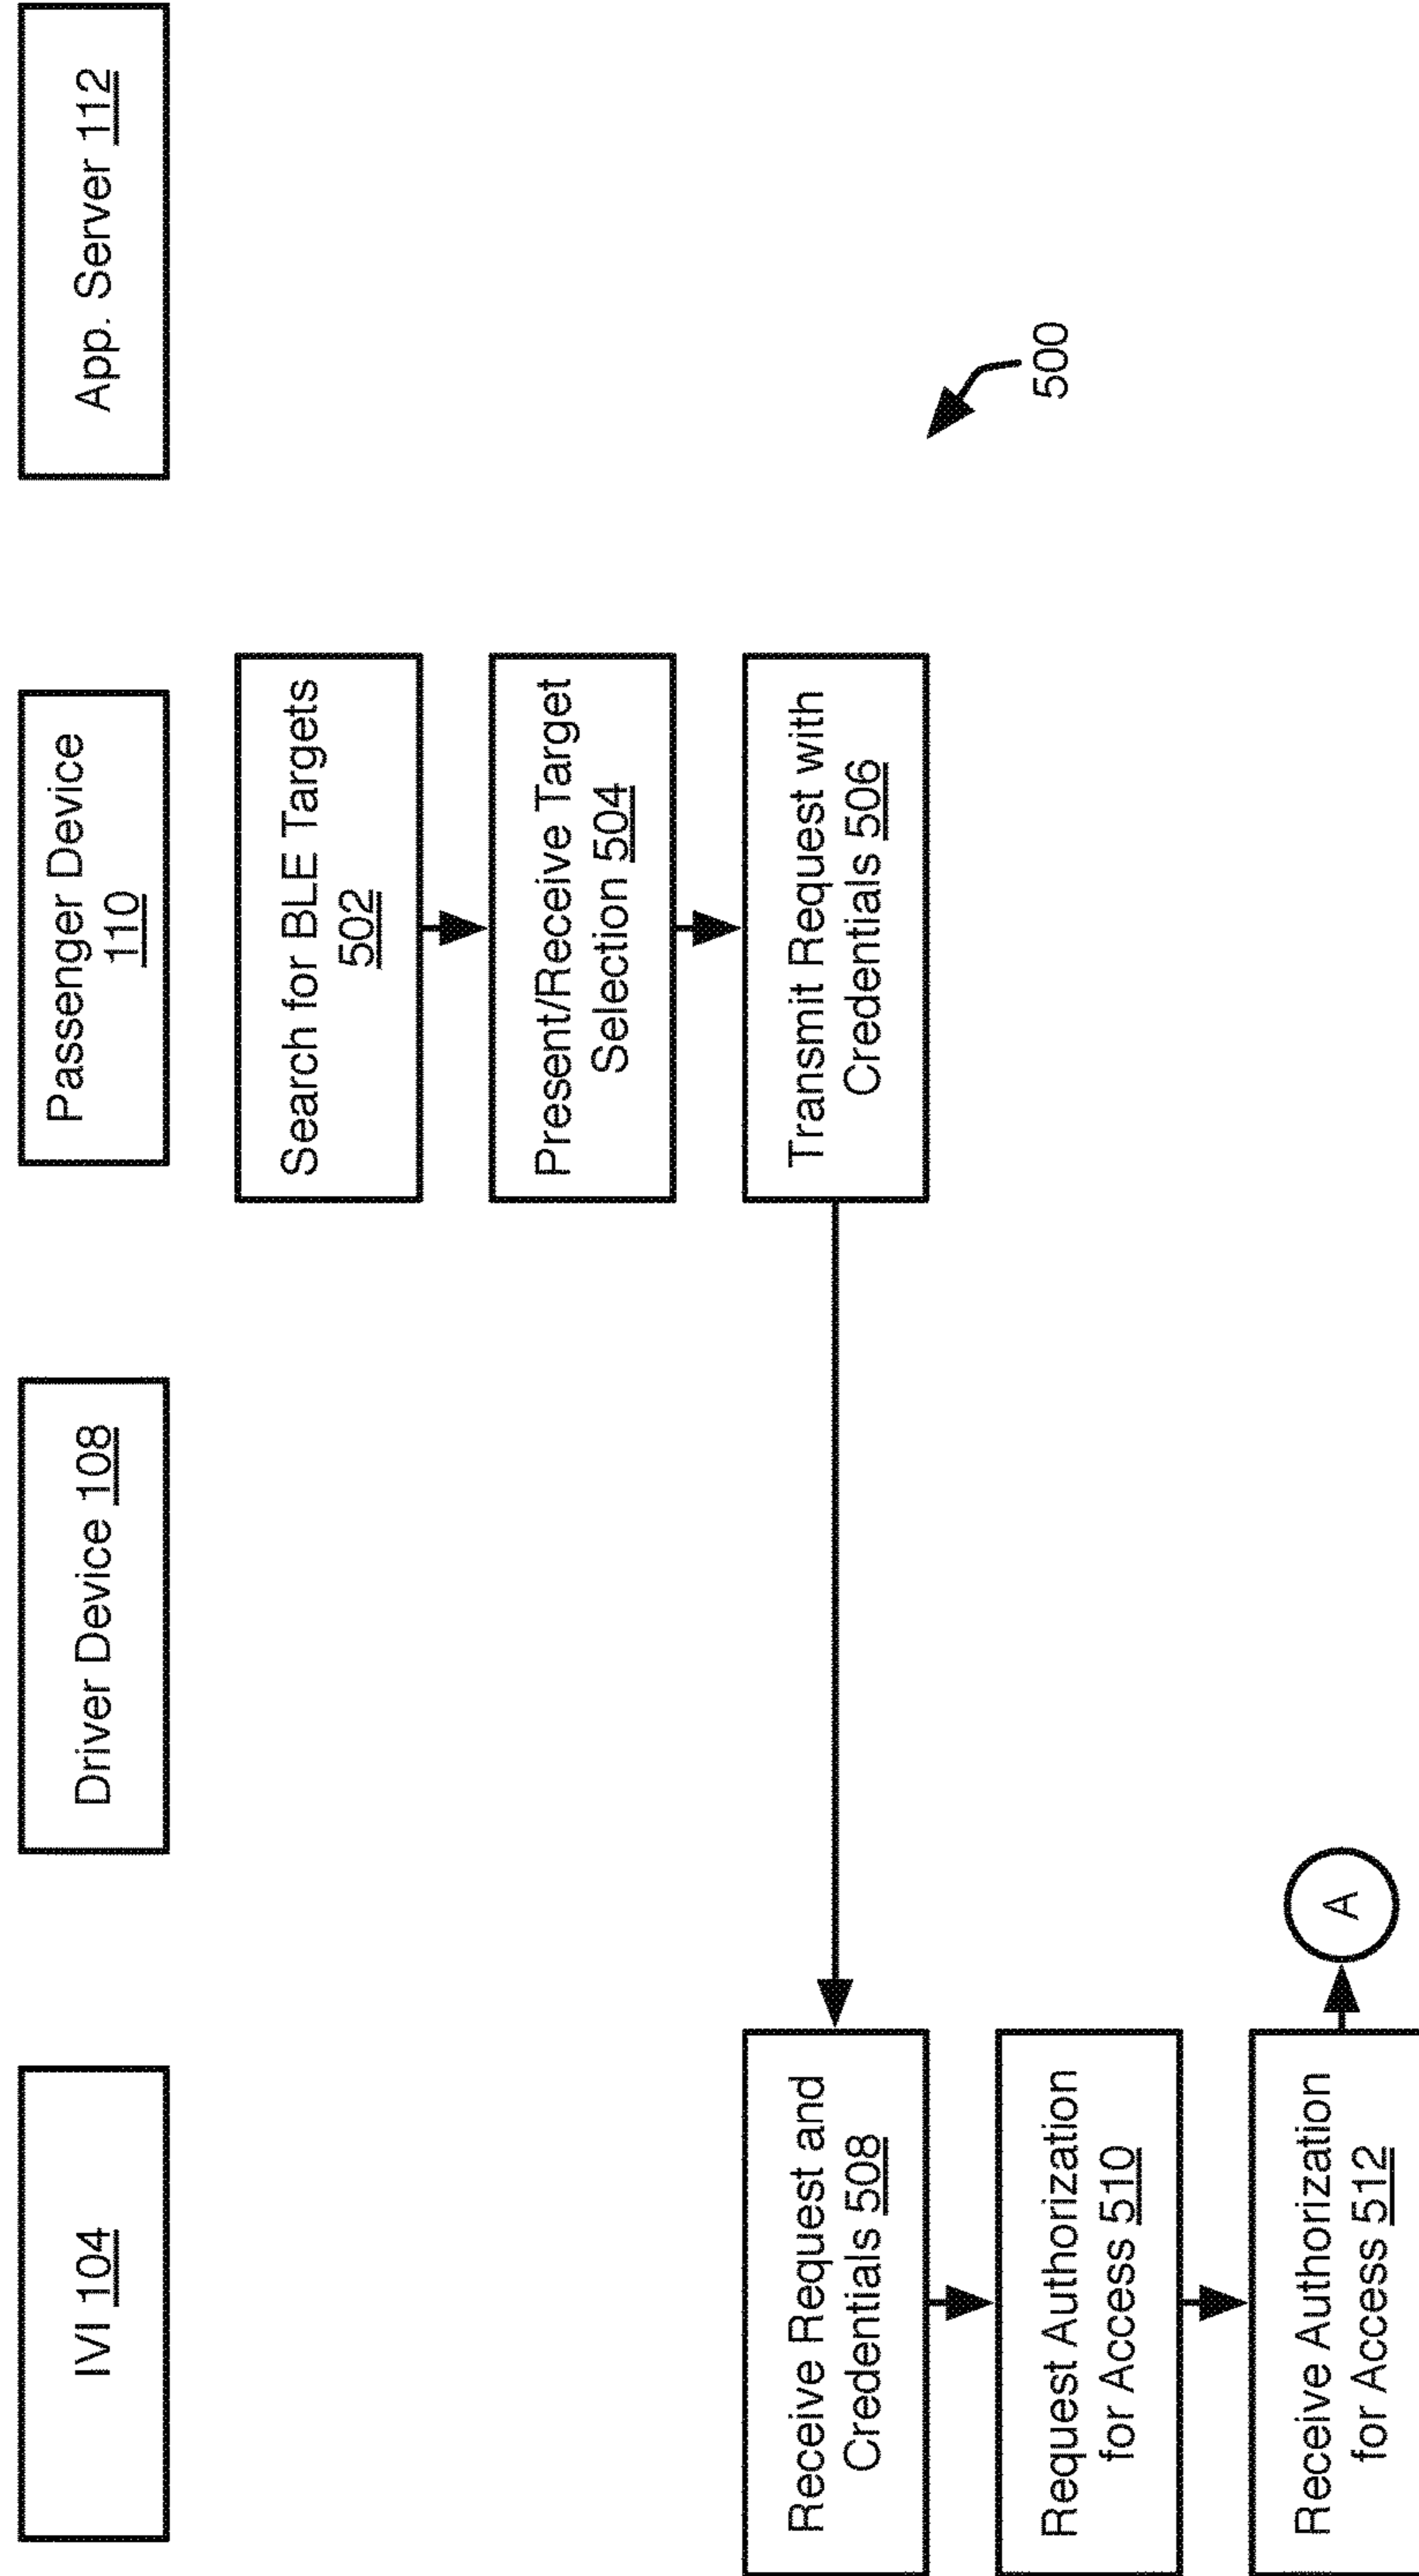 IVI 104
Driver Device 108
Passenger Device
110
App. Server 112
Search for BLE Targets
502
Present/Receive Target
Selection 504
Transmit Request with
Credentials 506
Receive Request and
Credentials 508
Request Authorization
for Access 510
Receive Authorization
for Access 512
A
500